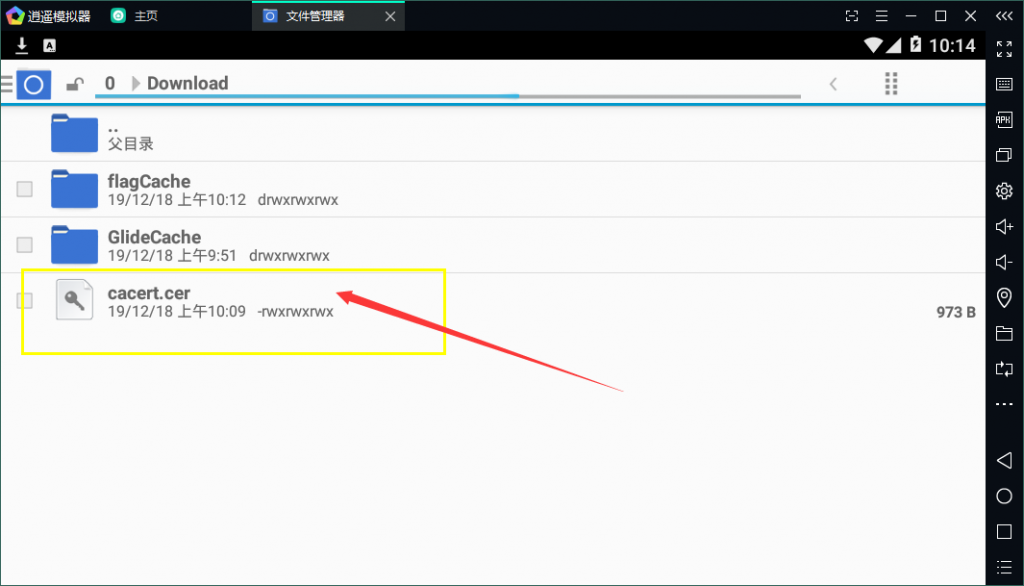 逍遥模拟器
主页
文件管理器
A
10:14
0
Download
..
父目录
flagCache
19/12/18 上午10:12 drwxrwxrwx
GlideCache
19/12/18 上午9:51 drwxrwxrwx
cacert.cer
19/12/18 上午10:09 -rwxrwxrwx
973 B
APK